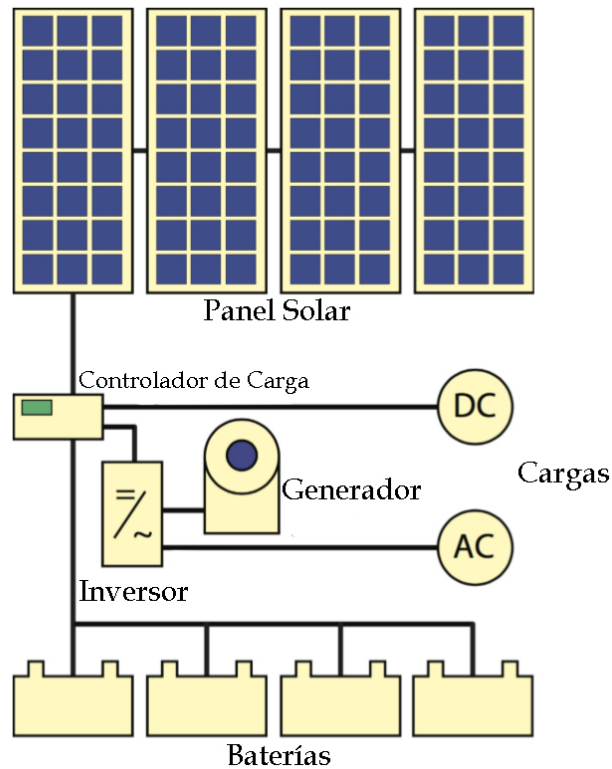 Panel Solar
Controlador de Carga
DC
Generador
Cargas
=
~
AC
Inversor
Baterías